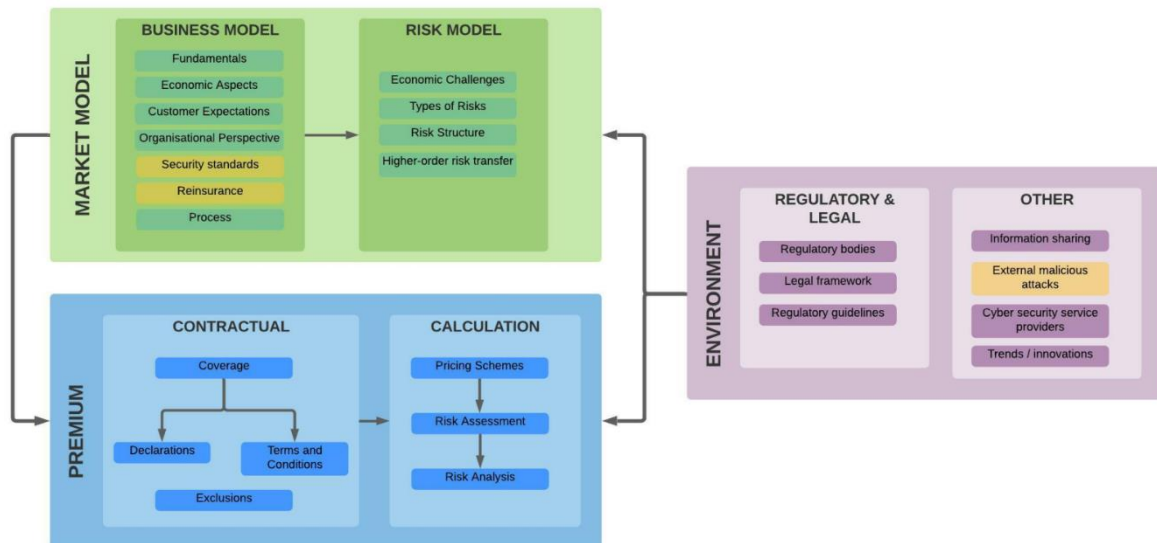 MARKET MODEL
BUSINESS MODEL
Fundamentals
Economic Aspects
Customer Expectations
Organisational Perspective
Security standards
Reinsurance
Process
RISK MODEL
Economic Challenges
Types of Risks
Risk Structure
Higher-order risk transfer
PREMIUM
CONTRACTUAL
Coverage
Declarations
Terms and
Conditions
Exclusions
CALCULATION
Pricing Schemes
Risk Assessment
Risk Analysis
ENVIRONMENT
REGULATORY &
LEGAL
Regulatory bodies
Legal framework
Regulatory guidelines
OTHER
Information sharing
External malicious
attacks
Cyber security service
providers
Trends / innovations